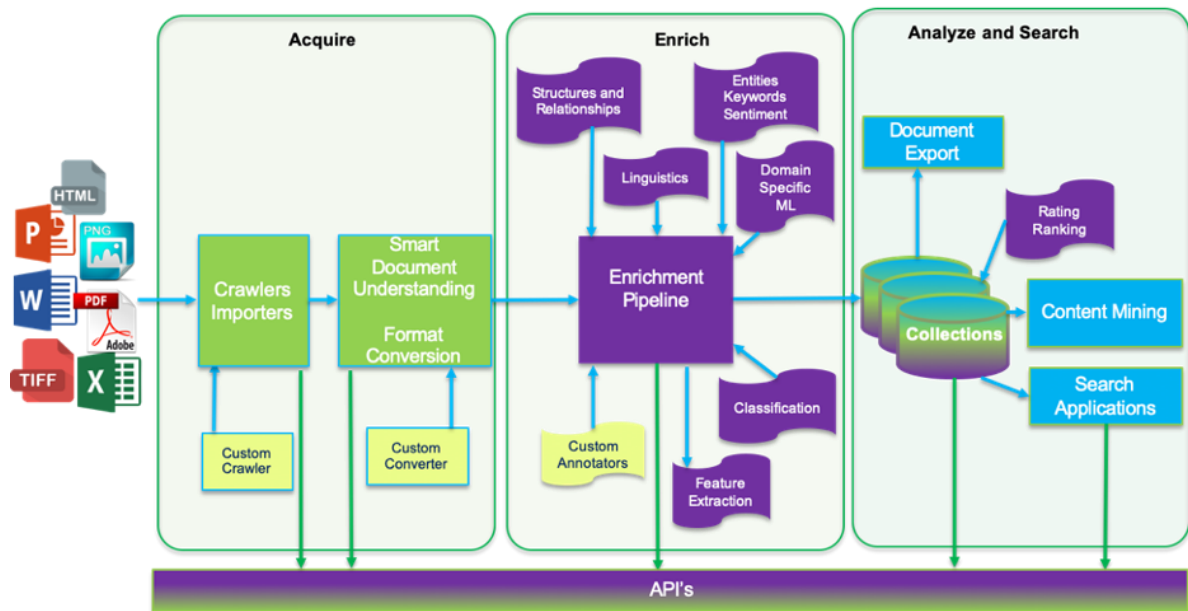 Acquire
Enrich
Analyze and Search
HTML
P
PNG
W
PDF
Adobe
TIFF
X
Crawlers
Importers
Smart
Document
Understanding
Format
Conversion
Custom
Crawler
Custom
Converter
Structures and
Relationships
Entities
Keywords
Sentiment
Linguistics
Domain
Specific
ML
Enrichment
Pipeline
Custom
Annotators
Feature
Extraction
Classification
Document
Export
Rating
Ranking
Collections
Content Mining
Search
Applications
API's